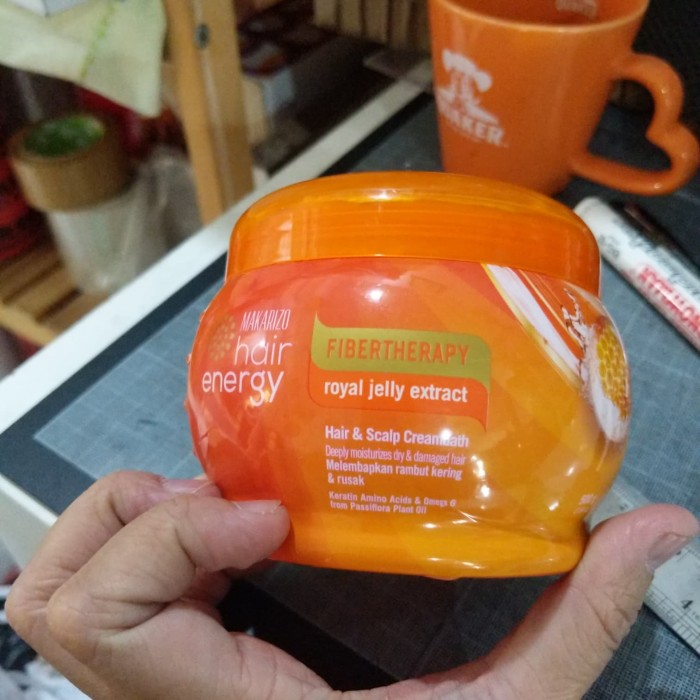 QUAKER
MAKARIZO
hair
energy
FIBERTHERAPY
royal jelly extract
Hair & Scalp Creambath
Deeply moisturizes dry & damaged hair
Melembapkan rambut kering
& rusak
Keratin Amino Acids & Omega 6
from Passiflora Plant Oil